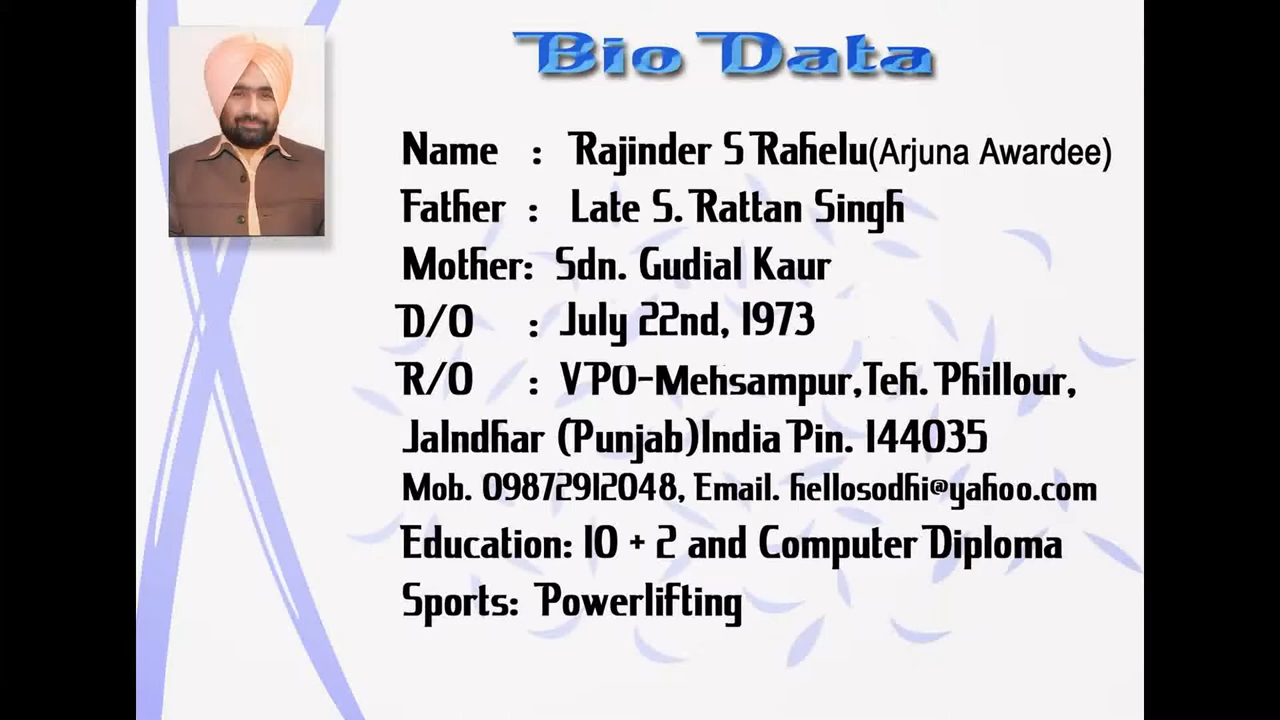 Bio Data
Name : Rajinder S Rahelu(Arjuna Awardee)
Father : Late S. Rattan Singh
Mother: Sdn. Gudial Kaur
D/O : July 22nd, 1973
R/O : VPO-Mehsampur,Teh. Phillour,
Jalndhar (Punjab)India Pin. 144035
Mob. 09872912048, Email. hellosodhi@yahoo.com
Education: 10 + 2 and Computer Diploma
Sports: Powerlifting